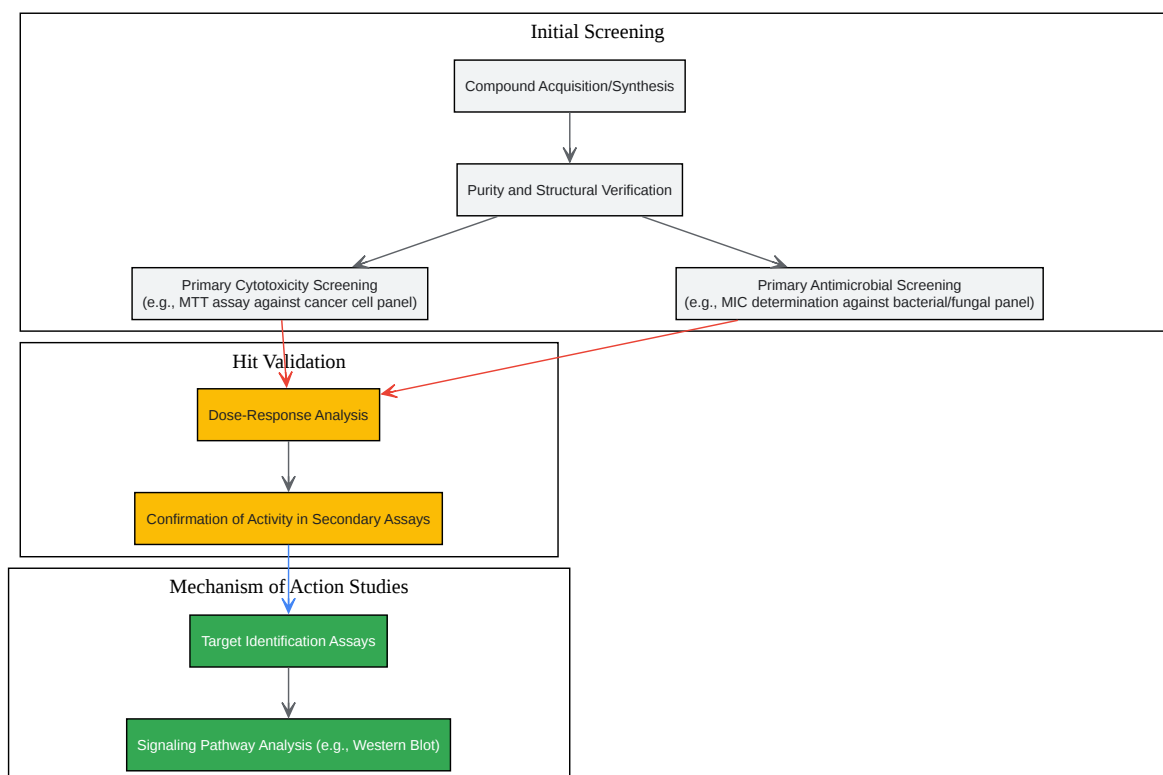 Initial Screening
Compound Acquisition/Synthesis
Purity and Structural Verification
Primary Cytotoxicity Screening
(e.g., MTT assay against cancer cell panel)
Primary Antimicrobial Screening
(e.g., MIC determination against bacterial/fungal panel)
Hit Validation
Dose-Response Analysis
Confirmation of Activity in Secondary Assays
Mechanism of Action Studies
Target Identification Assays
Signaling Pathway Analysis (e.g., Western Blot)